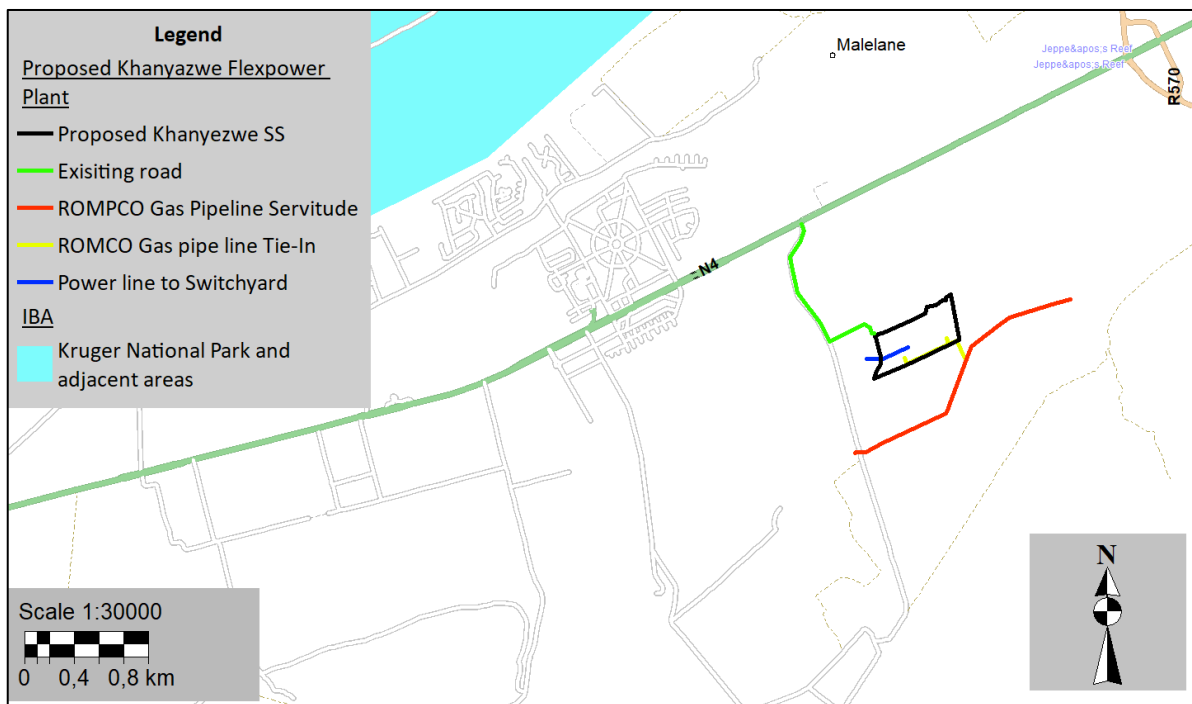 Legend
Proposed Khanyazwe Flexpower
Plant
Proposed Khanyezwe SS
Exisiting road
ROMPCO Gas Pipeline Servitude
ROMCO Gas pipe line Tie-In
Power line to Switchyard
IBA
Kruger National Park and
adjacent areas
Malelane
Jeppe&apos;s Reef
Jeppe&apos;s Reef
R570
N4
N
Scale 1:30000
0 0,4 0,8 km